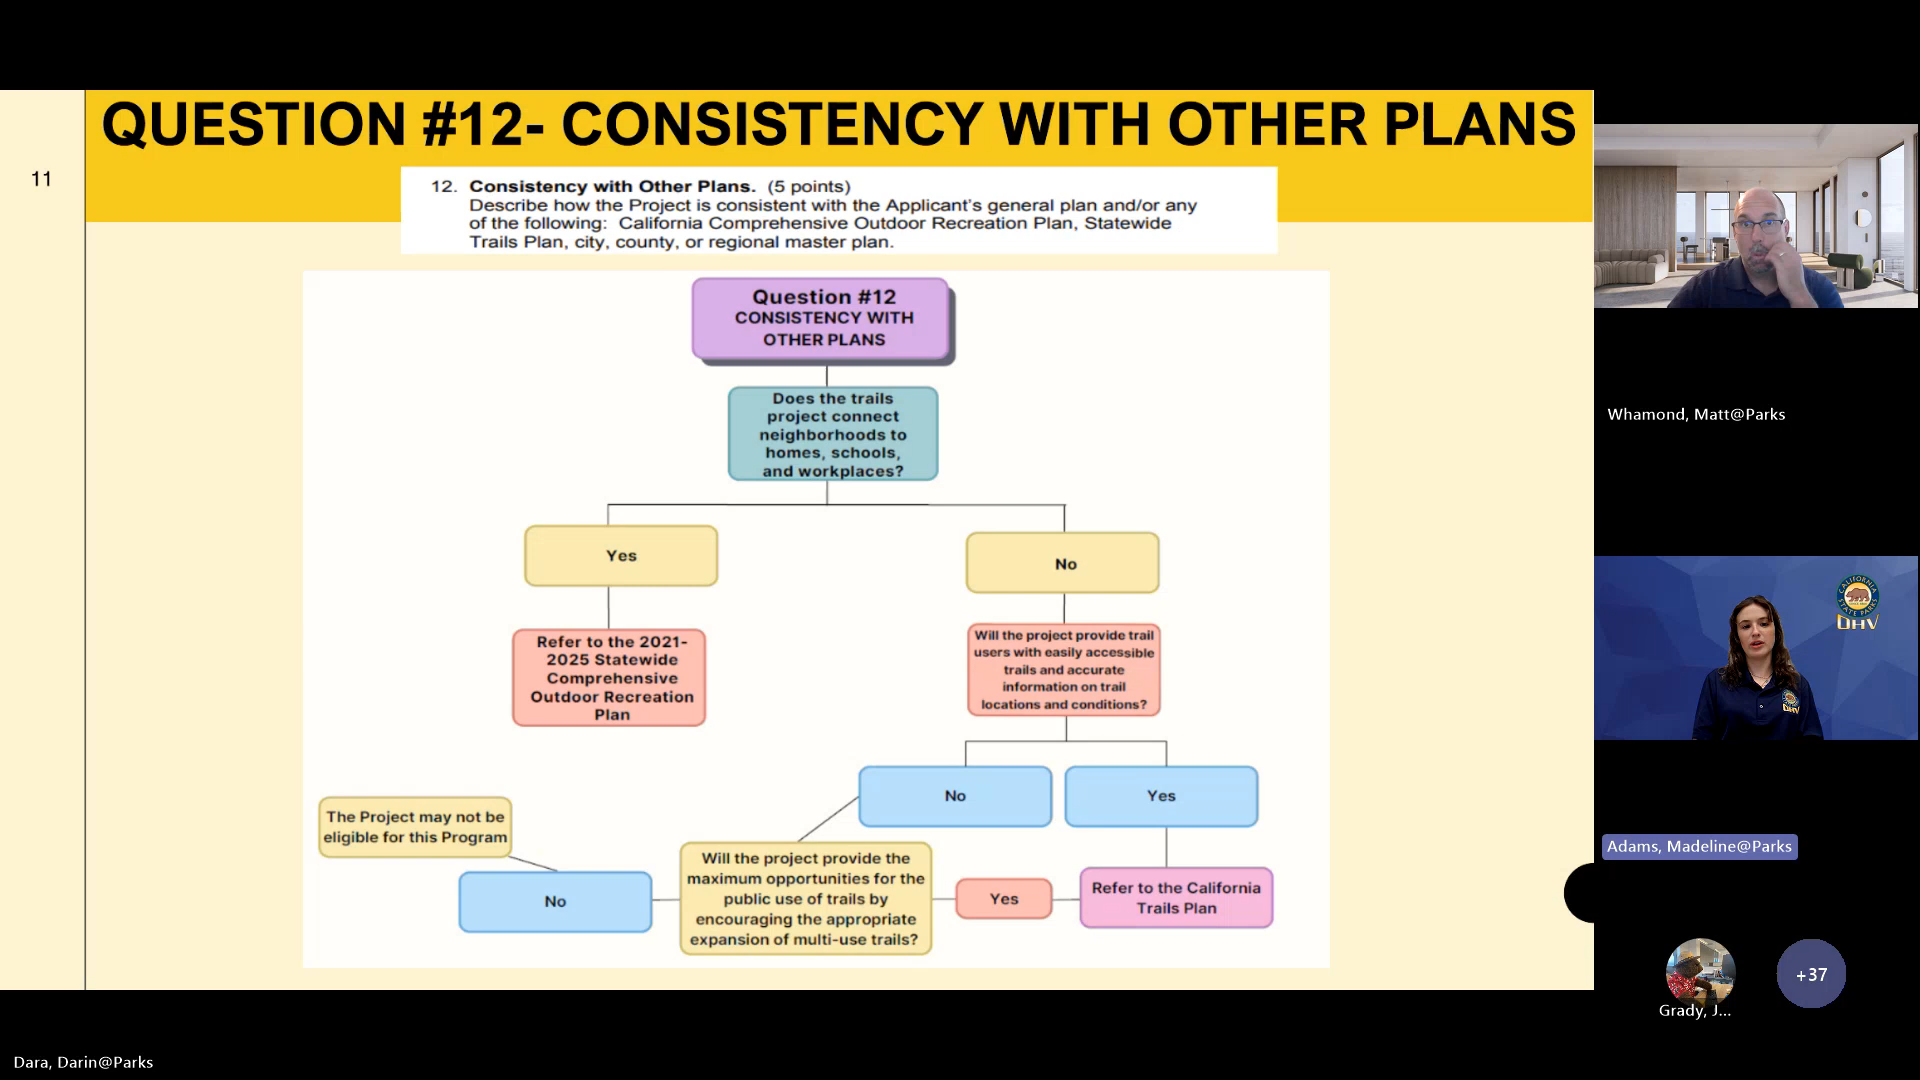 QUESTION #12- CONSISTENCY WITH OTHER PLANS
11
12. Consistency with Other Plans. (5 points)
Describe how the Project is consistent with the Applicant's general plan and/or any
of the following: California Comprehensive Outdoor Recreation Plan, Statewide
Trails Plan, city, county, or regional master plan.
Question #12
CONSISTENCY WITH
OTHER PLANS
Does the trails
project connect
neighborhoods to
homes, schools,
and workplaces?
Yes
No
Refer to the 2021-
2025 Statewide
Comprehensive
Outdoor Recreation
Plan
Will the project provide trail
users with easily accessible
trails and accurate
information on trail
locations and conditions?
No
Yes
The Project may not be
eligible for this Program
No
Will the project provide the
maximum opportunities for the
public use of trails by
encouraging the appropriate
expansion of multi-use trails?
Yes
Refer to the California
Trails Plan
Whamond, Matt@Parks
CALIFORNIA
STATE PARKS
OHV
OHV
Adams, Madeline@Parks
Grady, J...
+37
Dara, Darin@Parks